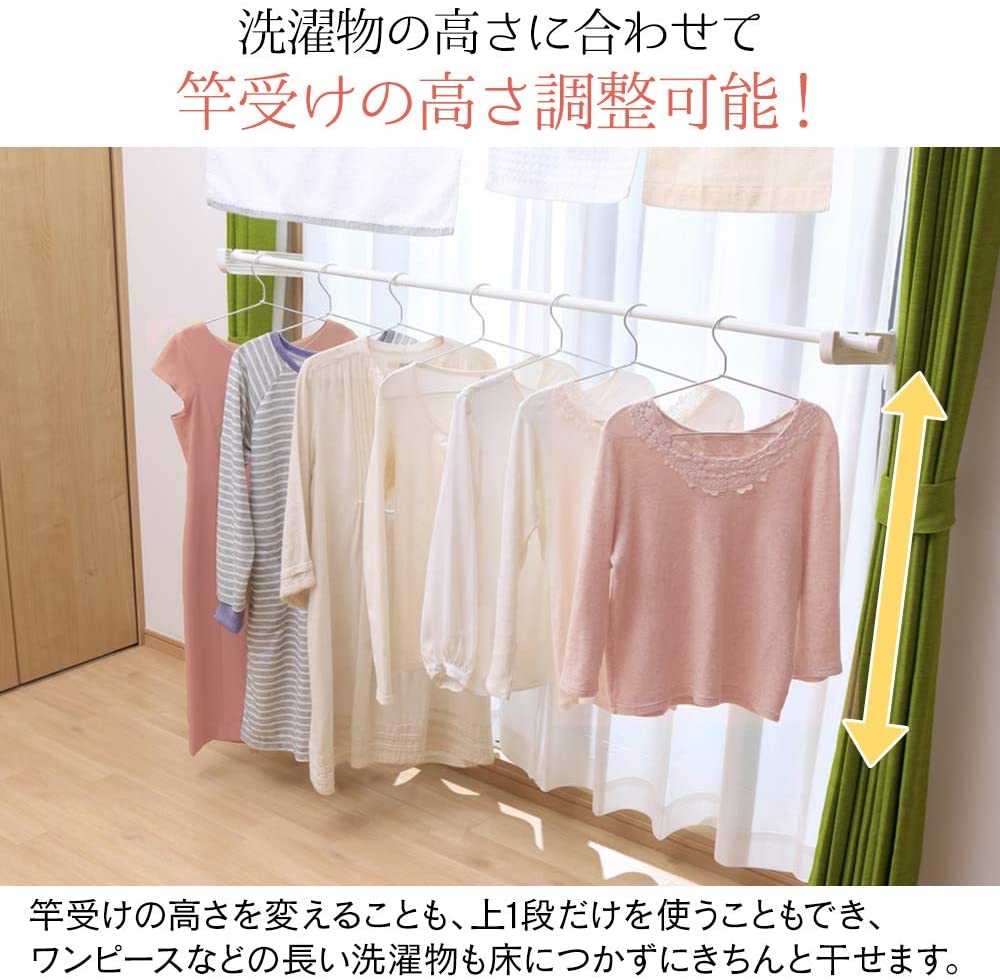 洗濯物の高さに合わせて
竿受けの高さ調整可能！
竿受けの高さを変えることも、上1段だけを使うこともでき、
ワンピースなどの長い洗濯物も床につかずにきちんと干せます。